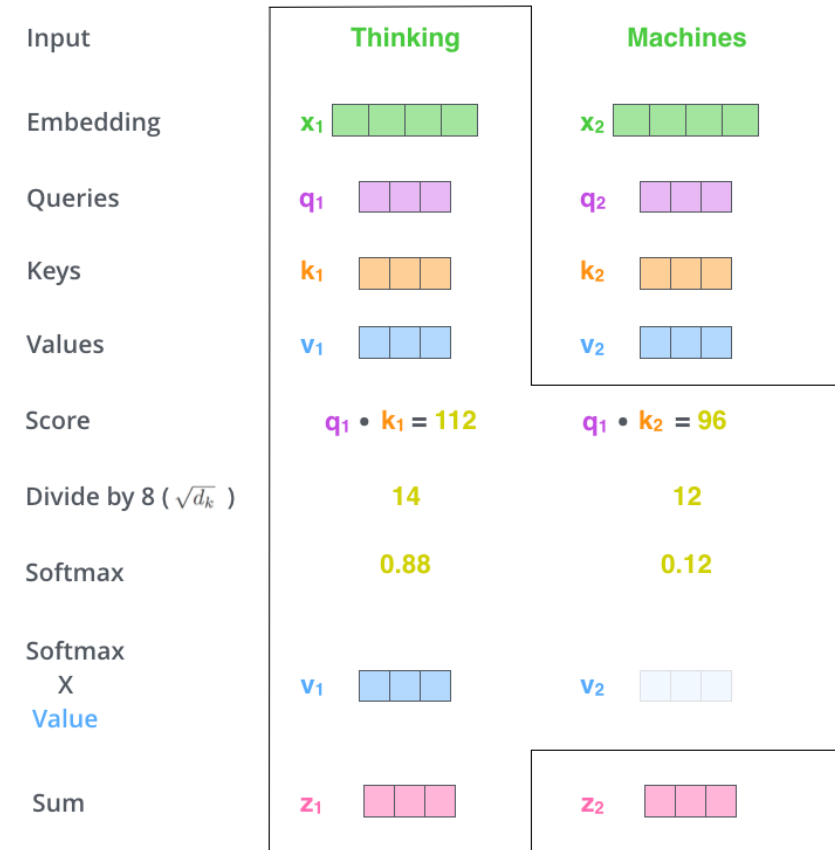 Input Thinking Machines
Embedding x₁ x₂
Queries q₁ q₂
Keys k₁ k₂
Values v₁ v₂
Score q₁ • k₁ = 112 q₁ • k₂ = 96
Divide by 8 ( √dₖ ) 14 12
Softmax 0.88 0.12
Softmax
X v₁ v₂
Value
Sum z₁ z₂